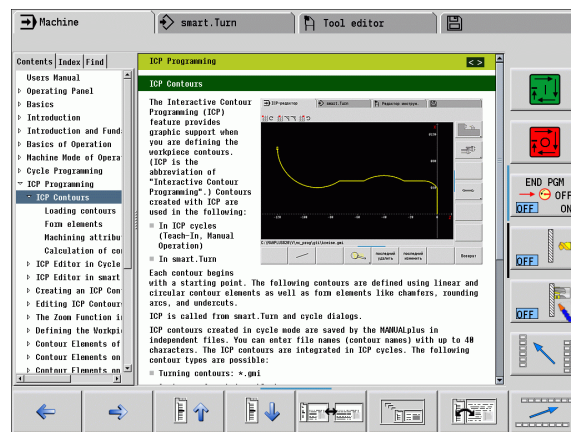 Machine
smart.Turn
Tool editor
Contents
Index
Find
Users Manual
Operating Panel
Basics
Introduction
Introduction and Fund
Basics of Operation
Machine Mode of Opera
Cycle Programming
ICP Programming
ICP Contours
Loading contours
Form elements
Machining attribu
Calculation of co
ICP Editor in Cycle
ICP Editor in smart
Creating an ICP Con
Editing ICP Contour
The Zoom Function i
Defining the Workpi
Contour Elements of
Contour Elements on
Contour Elements on
ICP Programming
< >
ICP Contours
The Interactive Contour
Programming (ICP)
feature provides
graphic support when
you are defining the
workpiece contours.
(ICP is the
abbreviation of
"Interactive Contour
Programming".) Contours
created with ICP are
used in the following:
In ICP cycles
(Teach-In, Manual
Operation)
In smart.Turn
Each contour begins
with a starting point. The following contours are defined using linear and
circular contour elements as well as form elements like chamfers, rounding
arcs, and undercuts.
ICP is called from smart.Turn and cycle dialogs.
ICP contours created in cycle mode are saved by the MANUALplus in
independent files. You can enter file names (contour names) with up to 40
characters. The ICP contours are integrated in ICP cycles. The following
contour types are possible:
Turning contours: *.gmi
smart.Turn
последний
удалить
последний
изменить
Возврат
END PGM
OFF
OFF
ON
OFF
OFF